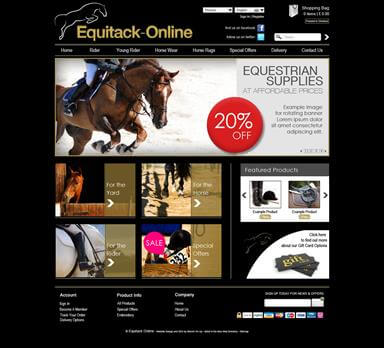 Sign in | Register
Shopping Bag
0 items | £ 0.00
Find us on facebook
Follow us on twitter
Equitack-Online
Home Rider Young Rider Horse Wear Horse Rugs Special Offers Delivery Contact Us
EQUESTRIAN
SUPPLIES
AT AFFORDABLE PRICES
20%
OFF
Example image
for rotating banner
Lorem ipsum dolor
sit amet consectetur
adipiscing elit...
For the
Yard
For the
Horse
Featured Products
Example Product
Example Product
For the
Rider
SALE
Special
Offers
Click here
to find out more
about our Gift Card Options
gift
Account
Sign in
Become A Member
Track Your Order
Delivery Options
Product Info
All Products
Special Offers
Embroidery
Company
Home
About Us
Contact Us
SIGN UP TODAY FOR NEWS & OFFERS
© Equitack Online